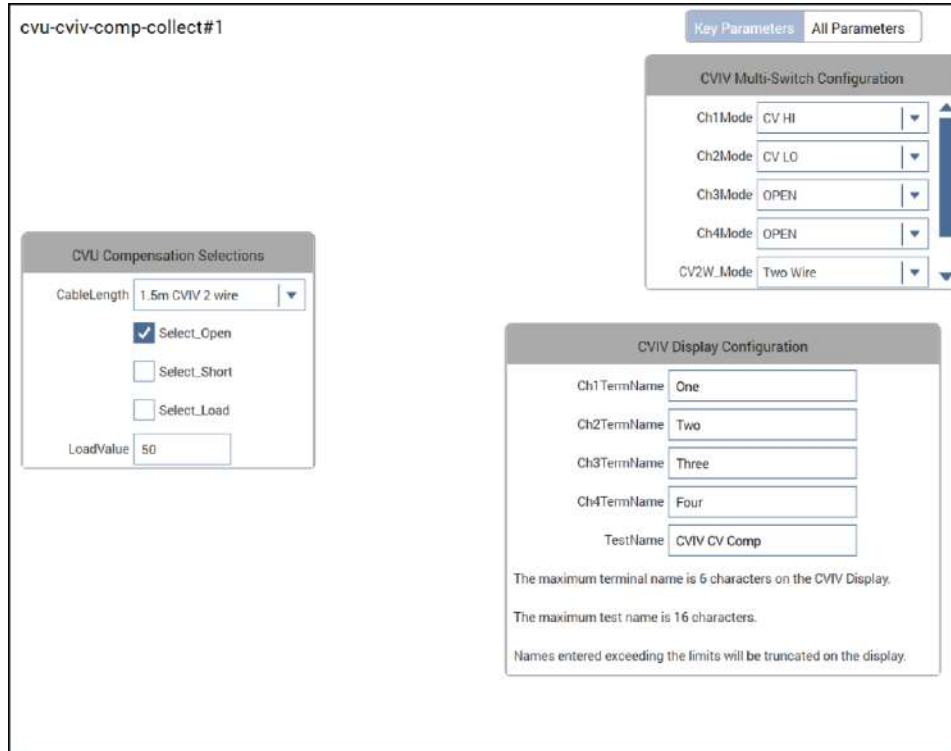 cvu-cviv-comp-collect#1
Key Parameters All Parameters
CVIV Multi-Switch Configuration
Ch1Mode CV HI
Ch2Mode CV LO
Ch3Mode OPEN
Ch4Mode OPEN
CV2W_Mode Two Wire
CVU Compensation Selections
CableLength 1.5m CVIV 2 wire
Select_Open
Select_Short
Select_Load
LoadValue 50
CVIV Display Configuration
Ch1TermName One
Ch2TermName Two
Ch3TermName Three
Ch4TermName Four
TestName CVIV CV Comp
The maximum terminal name is 6 characters on the CVIV Display.
The maximum test name is 16 characters.
Names entered exceeding the limits will be truncated on the display.